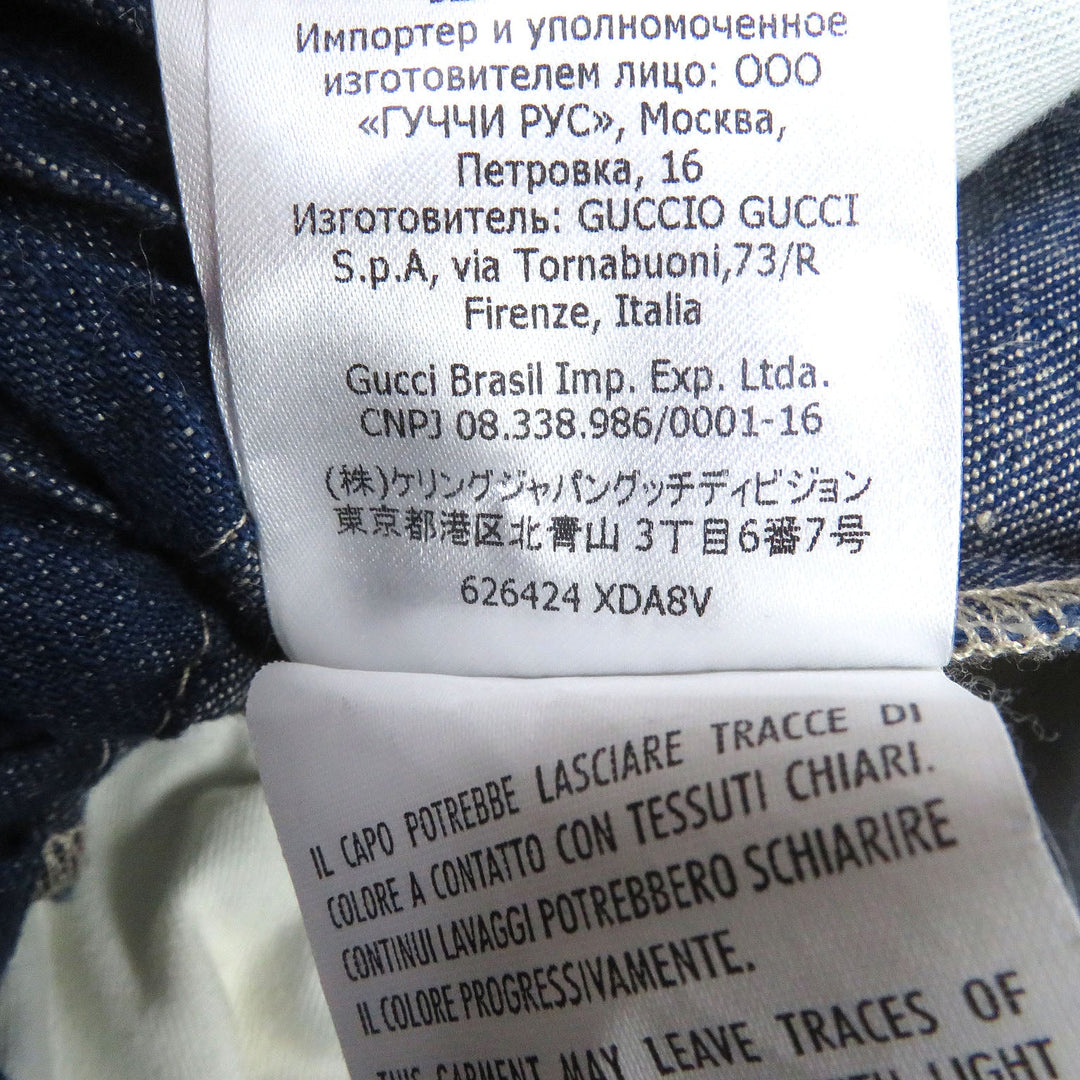 Импортер и уполномоченное
изготовителем лицо: ООО
«ГУЧЧИ РУС», Москва,
Петровка, 16
Изготовитель: GUCCIO GUCCI
S.p.A, via Tornabuoni,73/R
Firenze, Italia
Gucci Brasil Imp. Exp. Ltda.
CNPJ 08.338.986/0001-16
(株)ケリングジャパングッチディビジョン
東京都港区北青山 3丁目6番7号
626424 XDA8V
IL CAPO POTREBBE LASCIARE TRACCE DI
COLORE A CONTATTO CON TESSUTI CHIARI.
CONTINUI LAVAGGI POTREBBERO SCHIARIRE
IL COLORE PROGRESSIVAMENTE.
THIS GARMENT MAY LEAVE TRACES OF
LIGHT